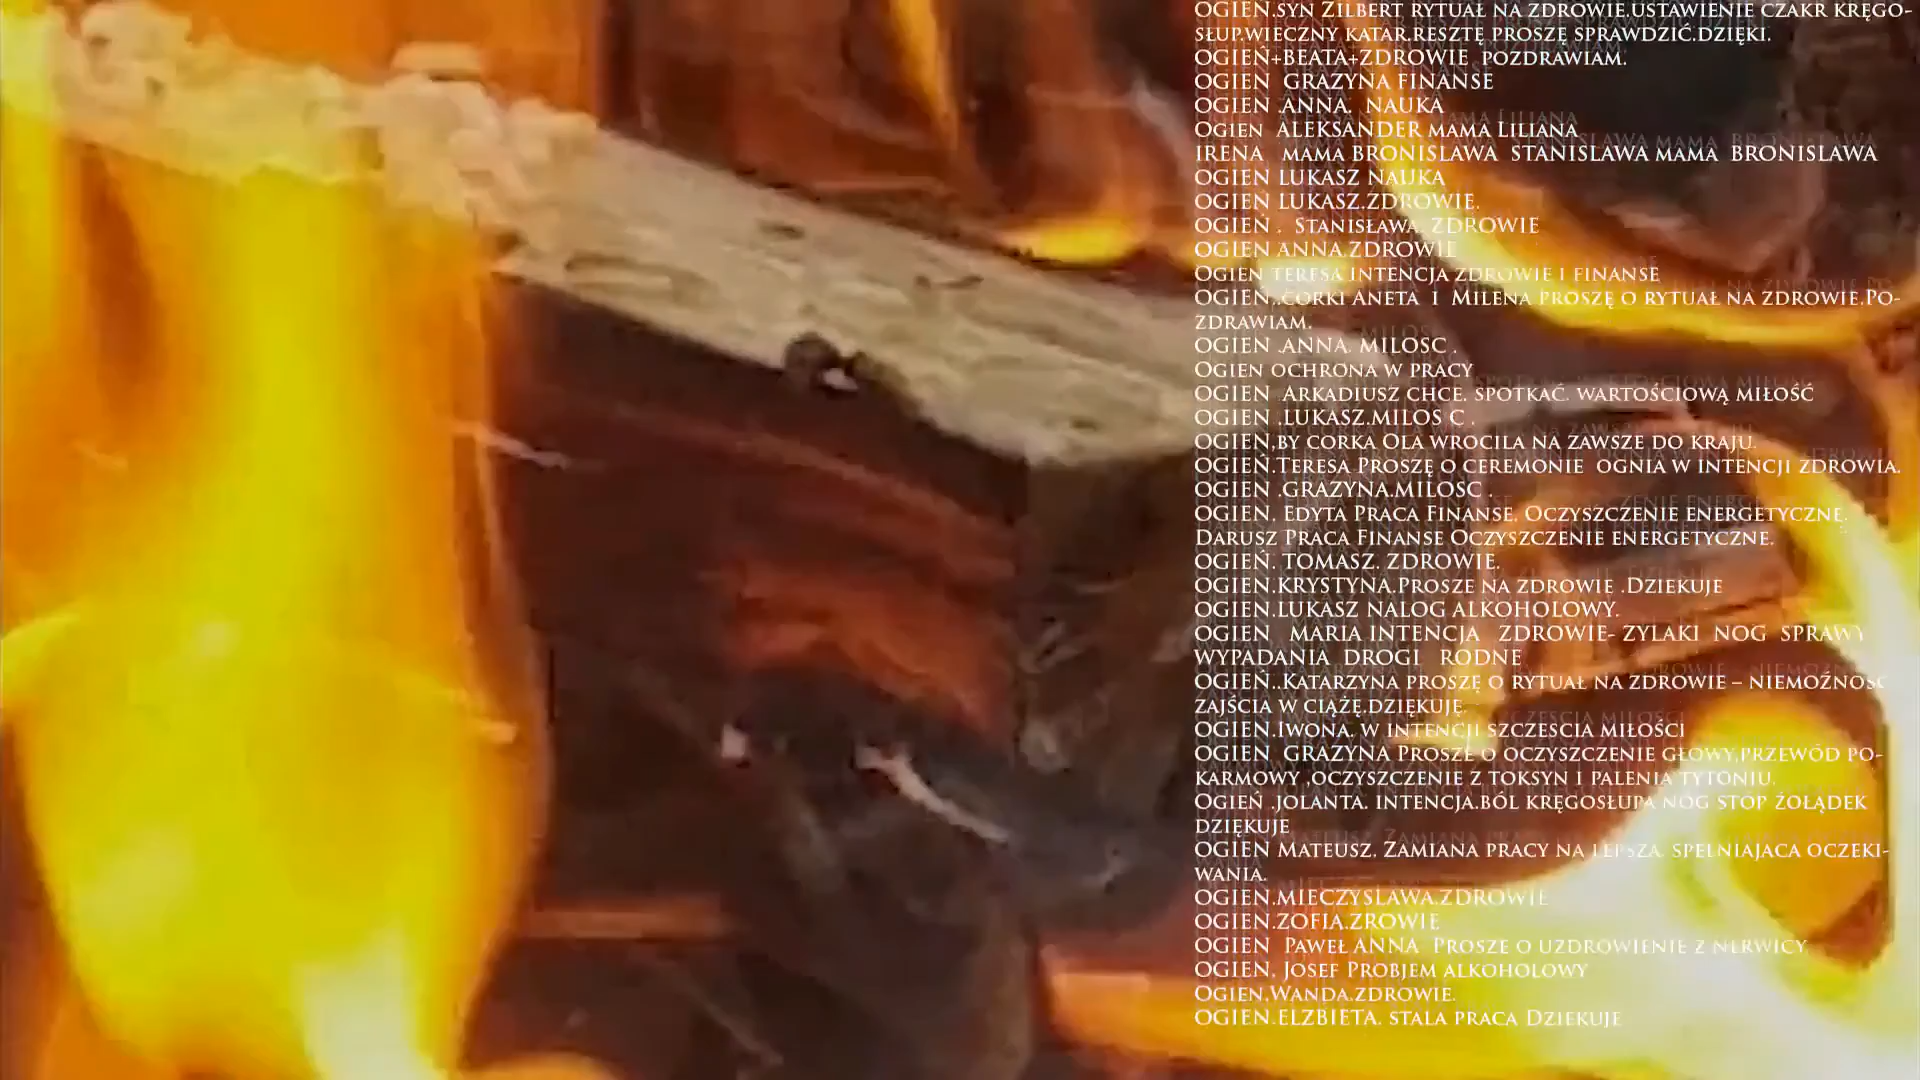 OGIEŃ.SYN ZILBERT RYTUAŁ NA ZDROWIE.USTAWIENIE CZAKR KRĘGO-
SŁUP.WIECZNY KATAR.RESZTĘ PROSZĘ SPRAWDZIĆ.DZIĘKI.
OGIEŃ+BEATA+ZDROWIE POZDRAWIAM.
OGIEN GRAZYNA FINANSE
OGIEN .ANNA. NAUKA
OGIEN ALEKSANDER MAMA LILIANA
IRENA MAMA BRONISLAWA STANISLAWA MAMA BRONISLAWA
OGIEN LUKASZ NAUKA
OGIEN LUKASZ.ZDROWIE.
OGIEŃ . STANISŁAWA. ZDROWIE
OGIEN ANNA.ZDROWIE
OGIEN TERESA INTENCJA ZDROWIE I FINANSE
OGIEŃ..CÓRKI ANETA I MILENA PROSZĘ O RYTUAŁ NA ZDROWIE.PO-
ZDRAWIAM.
OGIEN .ANNA. MILOSC .
OGIEN OCHRONA W PRACY
OGIEŃ ARKADIUSZ CHCE. SPOTKAĆ. WARTOŚCIOWĄ MIŁOŚĆ
OGIEN .LUKASZ.MILOS C .
OGIEN,BY CORKA OLA WROCILA NA ZAWSZE DO KRAJU.
OGIEŃ.TERESA PROSZĘ O CEREMONIE OGNIA W INTENCJI ZDROWIA.
OGIEN .GRAZYNA.MILOSC .
OGIEN, EDYTA PRACA FINANSE, OCZYSZCZENIE ENERGETYCZNE,
DARUSZ PRACA FINANSE OCZYSZCZENIE ENERGETYCZNE.
OGIEŃ. TOMASZ. ZDROWIE.
OGIEN.KRYSTYNA.PROSZE NA ZDROWIE .DZIEKUJE
OGIEN.LUKASZ NALOG ALKOHOLOWY.
OGIEN MARIA INTENCJA ZDROWIE- ZYLAKI NOG SPRAWY
WYPADANIA DROGI RODNE
OGIEŃ..KATARZYNA PROSZĘ O RYTUAŁ NA ZDROWIE – NIEMOŹNOSC
ZAJŚCIA W CIĄŻĘ.DZIĘKUJĘ.
OGIEŃ.IWONA. W INTENCJI SZCZESCIA MIŁOŚCI
OGIEŃ GRAŻYNA PROSZE O OCZYSZCZENIE GŁOWY,PRZEWÓD PO-
KARMOWY ,OCZYSZCZENIE Z TOKSYN I PALENIA TYTONIU.
OGIEŃ .JOLANTA. INTENCJA.BÓL KRĘGOSŁUPA NÓG STOP ŹOŁĄDEK
DZIĘKUJE
OGIEŃ MATEUSZ, ZAMIANA PRACY NA LEPSZA, SPELNIAJACA OCZEKI-
WANIA.
OGIEN.MIECZYSLAWA.ZDROWIE
OGIEN.ZOFIA.ZROWIE
OGIEN PAWEŁ ANNA PROSZE O UZDROWIENIE Z NERWICY
OGIEN, JOSEF PROBJEM ALKOHOLOWY
OGIEN.WANDA.ZDROWIE.
OGIEN.ELZBIETA. STALA PRACA DZIEKUJE